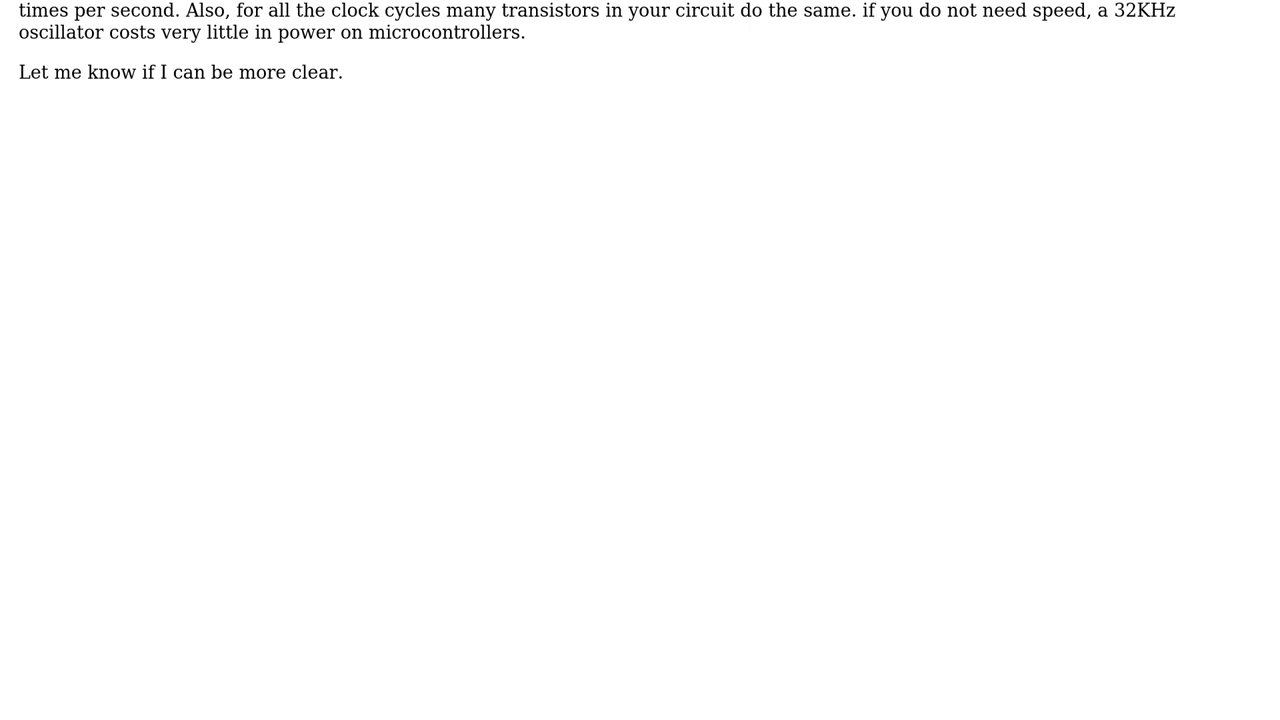 times per second. Also, for all the clock cycles many transistors in your circuit do the same. if you do not need speed, a 32KHz
oscillator costs very little in power on microcontrollers.
Let me know if I can be more clear.